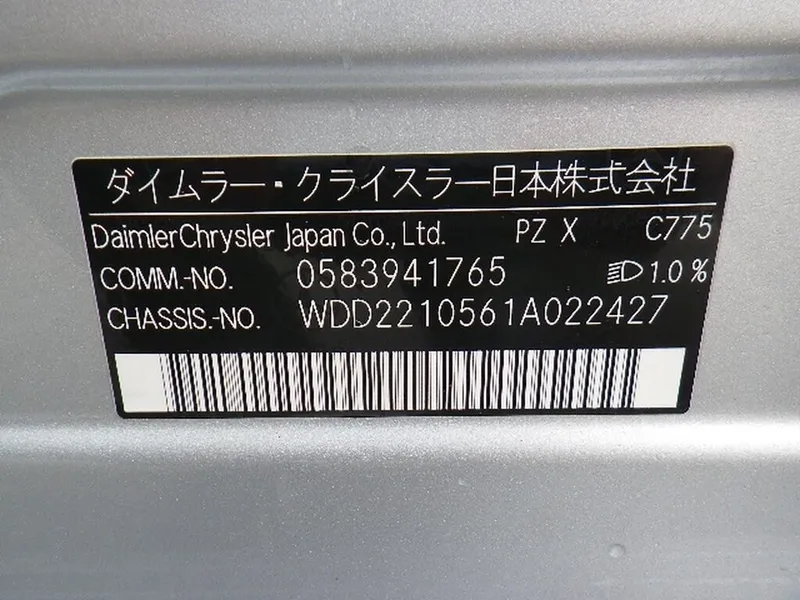 ダイムラー・クライスラー日本株式会社
DaimlerChrysler Japan Co., Ltd. PZ X C775
COMM.-NO. 0583941765 1.0 %
CHASSIS.-NO. WDD2210561A022427